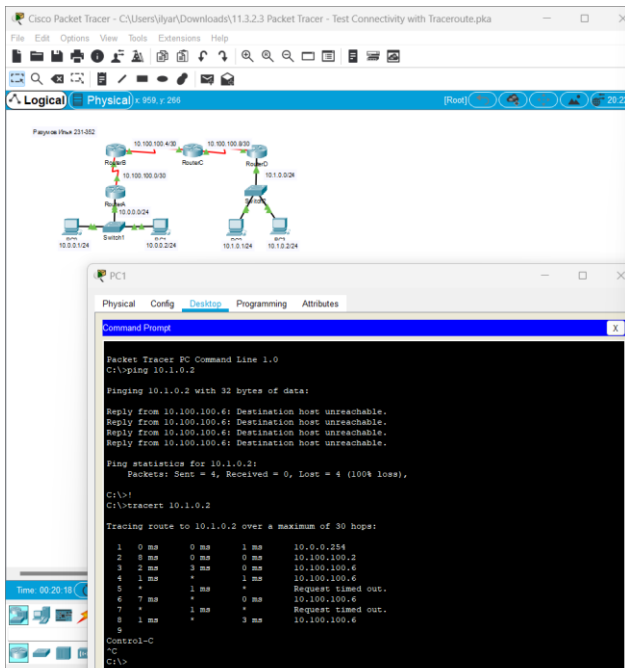 Cisco Packet Tracer - C:\Users\ilyar\Downloads\11.3.2.3 Packet Tracer - Test Connectivity with Traceroute.pka
File Edit Options View Tools Extensions Help
Logical Physical x: 959, y: 266 [Root] 20:22
Разумов Илья 231-352
10.100.100.4/30 10.100.100.8/30
RouterB RouterC RouterD
10.100.100.0/30 10.1.0.0/24
RouterA
10.0.0.0/24
Switch1
10.0.0.1/24 10.0.0.2/24 10.1.0.1/24 10.1.0.2/24
Time: 00:20:18
PC1
Physical Config Desktop Programming Attributes
Command Prompt X
Packet Tracer PC Command Line 1.0
C:\>ping 10.1.0.2
Pinging 10.1.0.2 with 32 bytes of data:
Reply from 10.100.100.6: Destination host unreachable.
Reply from 10.100.100.6: Destination host unreachable.
Reply from 10.100.100.6: Destination host unreachable.
Reply from 10.100.100.6: Destination host unreachable.
Ping statistics for 10.1.0.2:
Packets: Sent = 4, Received = 0, Lost = 4 (100% loss),
C:\>!
C:\>tracert 10.1.0.2
Tracing route to 10.1.0.2 over a maximum of 30 hops:
1 0 ms 0 ms 1 ms 10.0.0.254
2 8 ms 0 ms 0 ms 10.100.100.2
3 2 ms 3 ms 0 ms 10.100.100.6
4 1 ms * 1 ms 10.100.100.6
5 * 1 ms * Request timed out.
6 7 ms * 0 ms 10.100.100.6
7 * 1 ms * Request timed out.
8 1 ms * 3 ms 10.100.100.6
9
Control-C
^C
C:\>